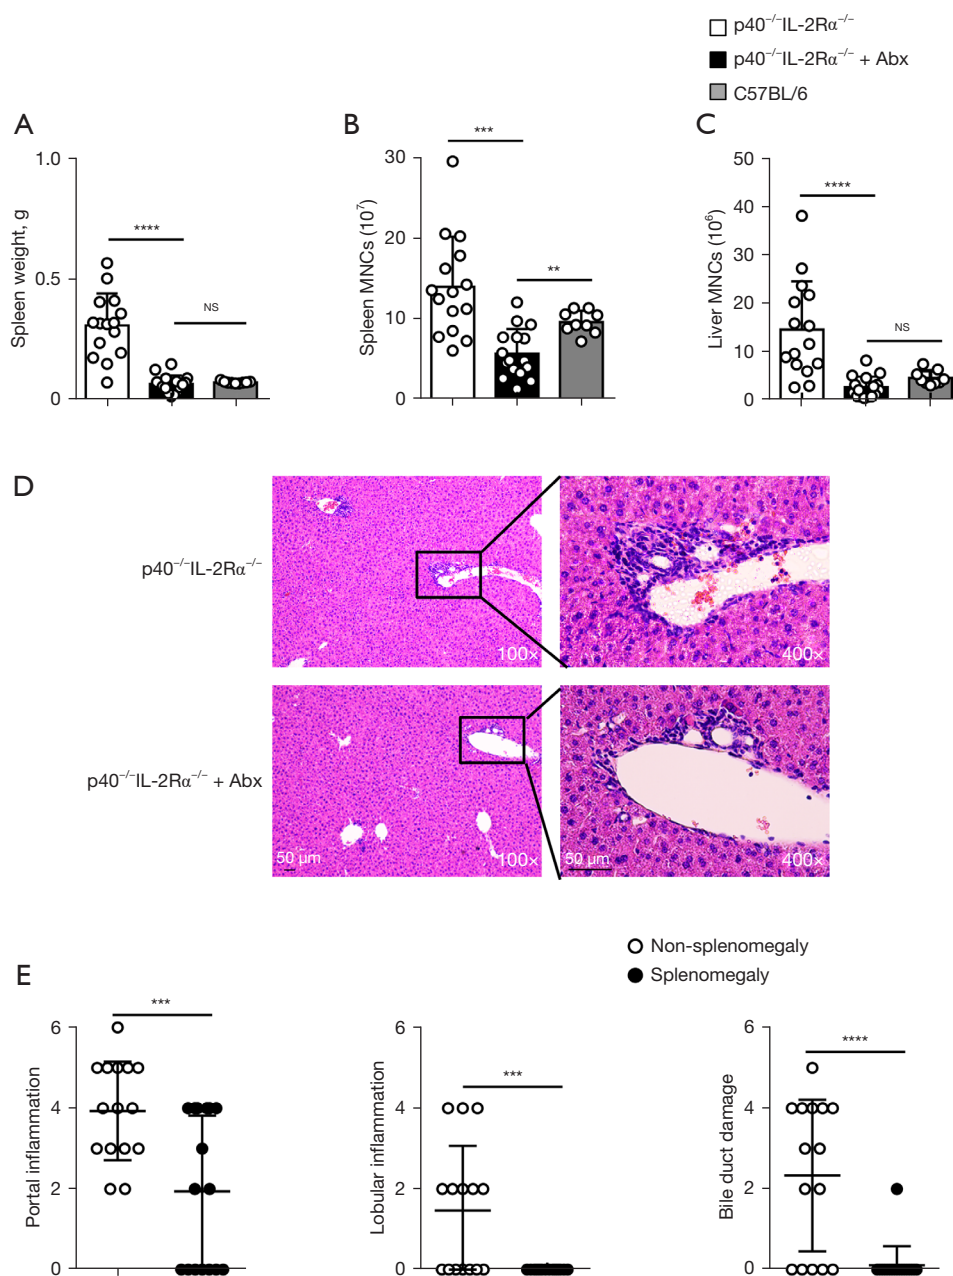 p40⁻/⁻IL-2Rα⁻/⁻
p40⁻/⁻IL-2Rα⁻/⁻ + Abx
C57BL/6
A
B
C
Spleen weight, g
1.0
0.5
0
****
NS
Spleen MNCs (10⁷)
30
20
10
0
***
**
Liver MNCs (10⁶)
50
40
30
20
10
0
****
NS
D
p40⁻/⁻IL-2Rα⁻/⁻
100×
400×
p40⁻/⁻IL-2Rα⁻/⁻ + Abx
50 μm
100×
50 μm
400×
Non-splenomegaly
Splenomegaly
E
Portal inflammation
6
4
2
0
***
Lobular inflammation
6
4
2
0
***
Bile duct damage
6
4
2
0
****